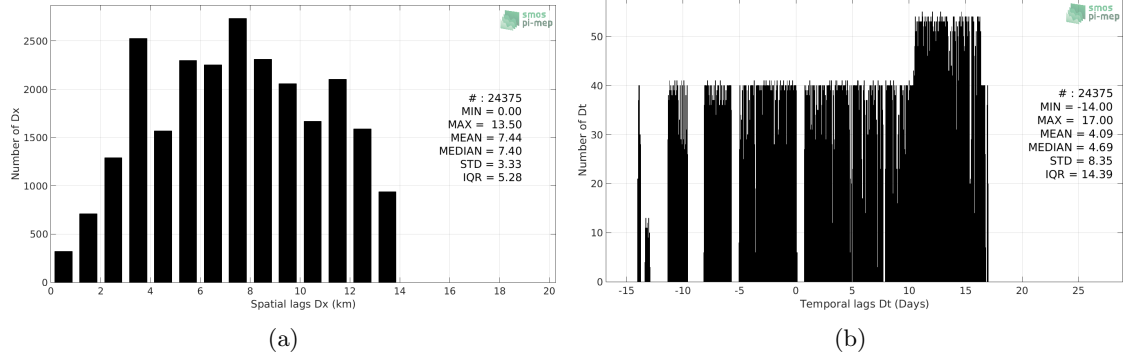 smos
pi-mep
2500
2000
1500
1000
500
0
Number of Dx
# : 24375
MIN = 0.00
MAX = 13.50
MEAN = 7.44
MEDIAN = 7.40
STD = 3.33
IQR = 5.28
0 2 4 6 8 10 12 14 16 18 20
Spatial lags Dx (km)
(a)
smos
pi-mep
50
40
30
20
10
0
Number of Dt
# : 24375
MIN = -14.00
MAX = 17.00
MEAN = 4.09
MEDIAN = 4.69
STD = 8.35
IQR = 14.39
-15 -10 -5 0 5 10 15 20 25
Temporal lags Dt (Days)
(b)